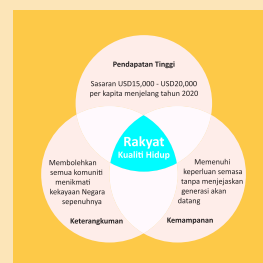 Pendapatan Tinggi
Sasaran USD15,000 - USD20,000
per kapita menjelang tahun 2020
Rakyat
Kualiti Hidup
Membolehkan
semua komuniti
menikmati
kekayaan Negara
sepenuhnya
Keterangkuman
Memenuhi
keperluan semasa
tanpa menjejaskan
generasi akan
datang
Kemampanan